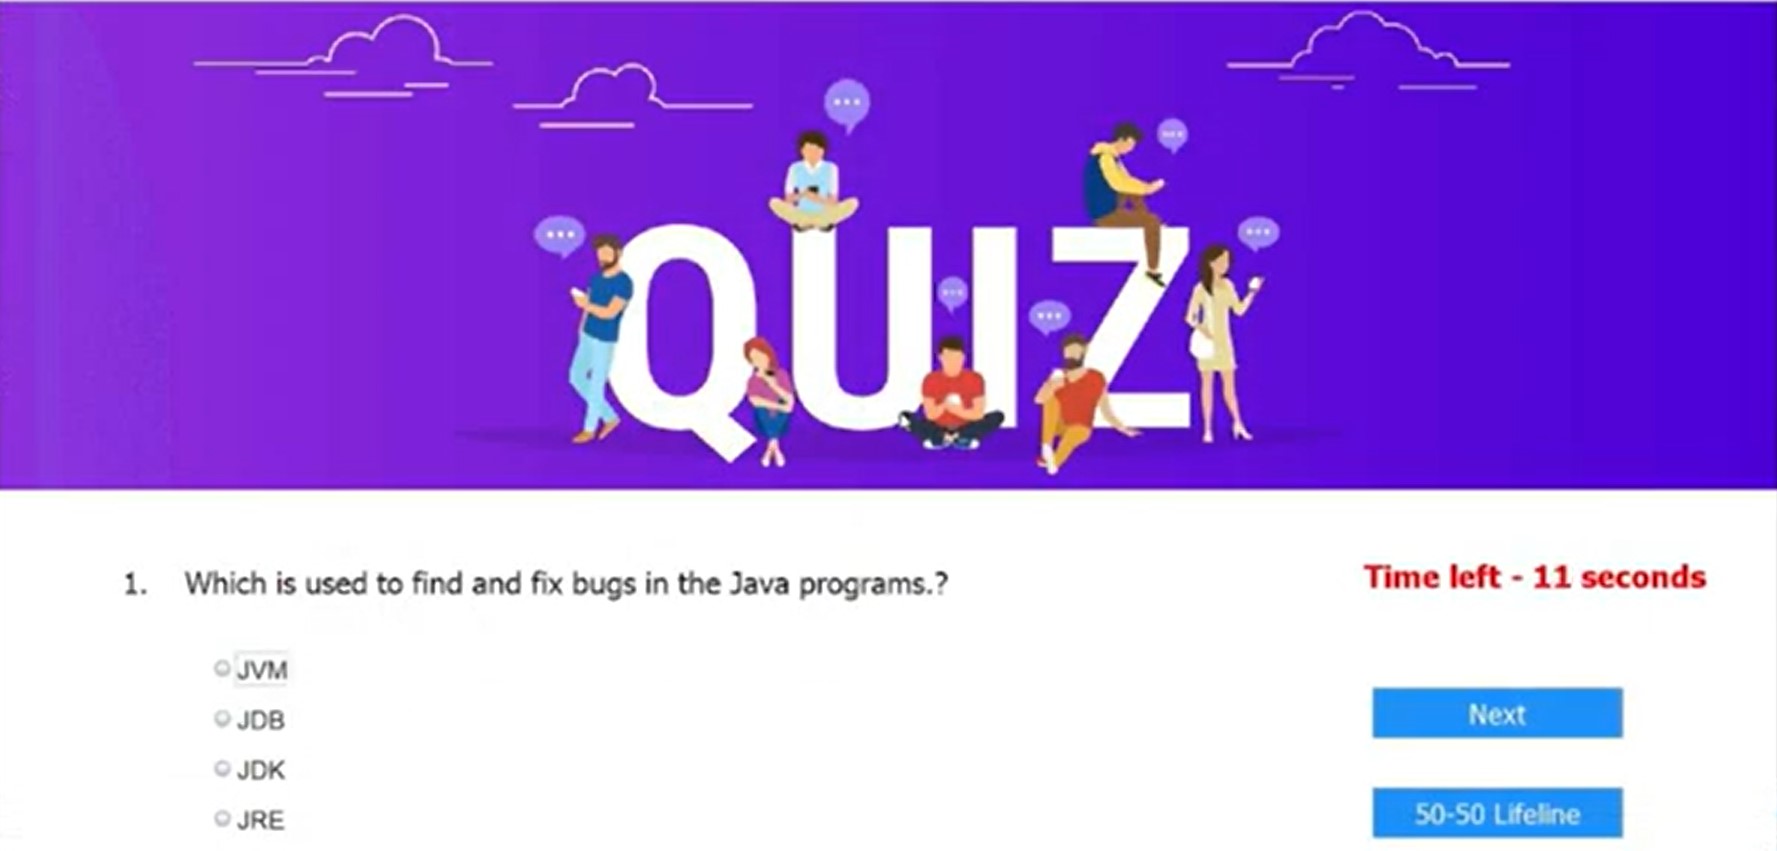 QUIZ
1. Which is used to find and fix bugs in the Java programs.?
Time left - 11 seconds
JVM
JDB
JDK
JRE
Next
50-50 Lifeline